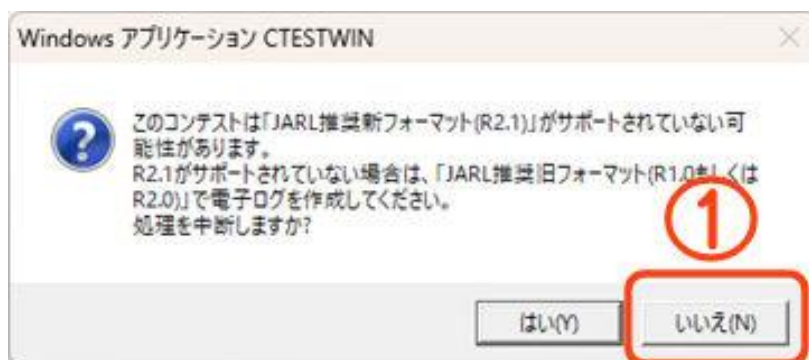 Windows アプリケーション CTESTWIN
このコンテストは「JARL推奨新フォーマット(R2.1)」がサポートされていない可
能性があります。
R2.1がサポートされていない場合は、「JARL推奨旧フォーマット(R1.0もしくは
R2.0)」で電子ログを作成してください。
処理を中断しますか?
①
はい(Y)
いいえ(N)